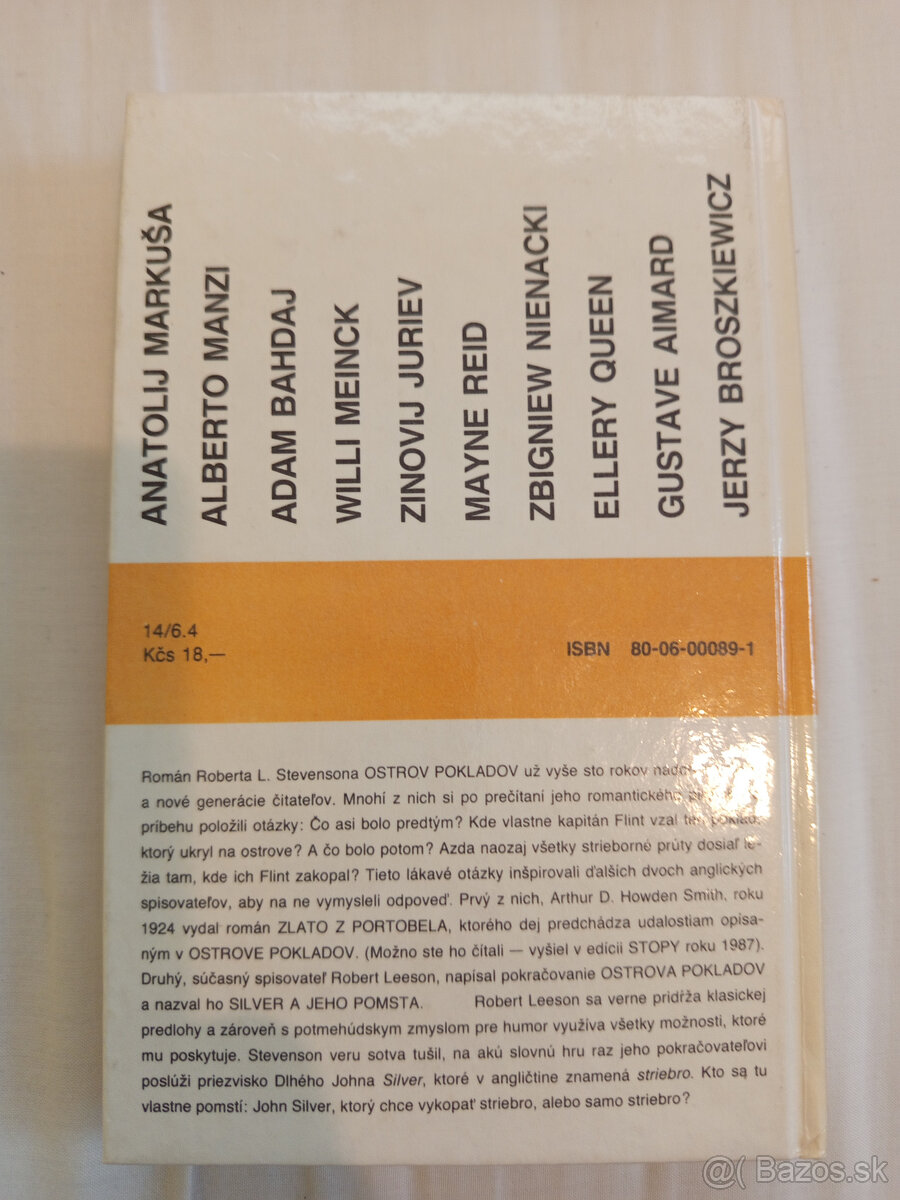 ANATOLIJ MARKUŠA
ALBERTO MANZI
ADAM BAHDAJ
WILLI MEINCK
ZINOVIJ JURIEV
MAYNE REID
ZBIGNIEW NIENACKI
ELLERY QUEEN
GUSTAVE AIMARD
JERZY BROSZKIEWICZ
14/6.4
Kčs 18,—
ISBN 80-06-00089-1
Román Roberta L. Stevensona OSTROV POKLADOV už vyše sto rokov
a nové generácie čitateľov. Mnohí z nich si po prečítaní jeho romantického
príbehu položili otázky: Čo asi bolo predtým? Kde vlastne kapitán Flint vzal ten poklad,
ktorý ukryl na ostrove? A čo bolo potom? Azda naozaj všetky strieborné prúty dosiaľ le-
žia tam, kde ich Flint zakopal? Tieto lákavé otázky inšpirovali ďalších dvoch anglických
spisovateľov, aby na ne vymysleli odpoveď. Prvý z nich, Arthur D. Howden Smith, roku
1924 vydal román ZLATO Z PORTOBELA, ktorého dej predchádza udalostiam opísa-
ným v OSTROVE POKLADOV. (Možno ste ho čítali — vyšiel v edícii STOPY roku 1987).
Druhý, súčasný spisovateľ Robert Leeson, napísal pokračovanie OSTROVA POKLADOV
a nazval ho SILVER A JEHO POMSTA. Robert Leeson sa verne pridŕža klasickej
predlohy a zároveň s potmehúdskym zmyslom pre humor využíva všetky možnosti, ktoré
mu poskytuje. Stevenson veru sotva tušil, na akú slovnú hru raz jeho pokračovateľovi
poslúži priezvisko Dlhého Johna Silver, ktoré v angličtine znamená striebro. Kto sa tu
vlastne pomstí: John Silver, ktorý chce vykopať striebro, alebo samo striebro?
@( Bazos.sk